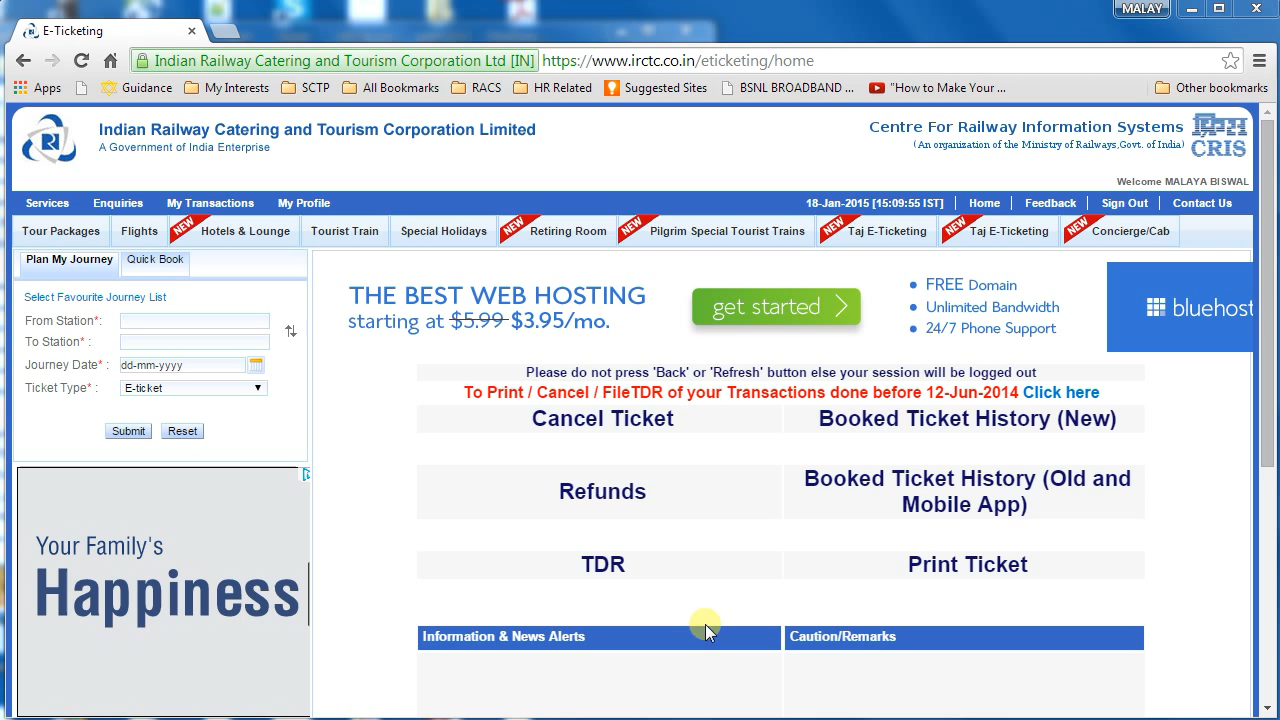 MALAY
E-Ticketing
Indian Railway Catering and Tourism Corporation Ltd [IN] https://www.irctc.co.in/eticketing/home
Apps Guidance My Interests SCTP All Bookmarks RACS HR Related Suggested Sites BSNL BROADBAND ... "How to Make Your ... Other bookmarks
Indian Railway Catering and Tourism Corporation Limited
A Government of India Enterprise
Centre For Railway Information Systems
(An organization of the Ministry of Railways,Govt. of India)
CRIS
Welcome MALAYA BISWAL
Services Enquiries My Transactions My Profile 18-Jan-2015 [15:09:55 IST] Home Feedback Sign Out Contact Us
Tour Packages Flights NEW Hotels & Lounge Tourist Train Special Holidays NEW Retiring Room NEW Pilgrim Special Tourist Trains NEW Taj E-Ticketing NEW Taj E-Ticketing NEW Concierge/Cab
Plan My Journey Quick Book
Select Favourite Journey List
From Station*:
To Station* :
Journey Date* : dd-mm-yyyy
Ticket Type* : E-ticket
Submit Reset
THE BEST WEB HOSTING
starting at $5.99 $3.95/mo.
get started
FREE Domain
Unlimited Bandwidth
24/7 Phone Support
bluehost
Please do not press 'Back' or 'Refresh' button else your session will be logged out
To Print / Cancel / FileTDR of your Transactions done before 12-Jun-2014 Click here
Cancel Ticket Booked Ticket History (New)
Refunds Booked Ticket History (Old and
Mobile App)
TDR Print Ticket
Your Family's
Happiness
Information & News Alerts Caution/Remarks